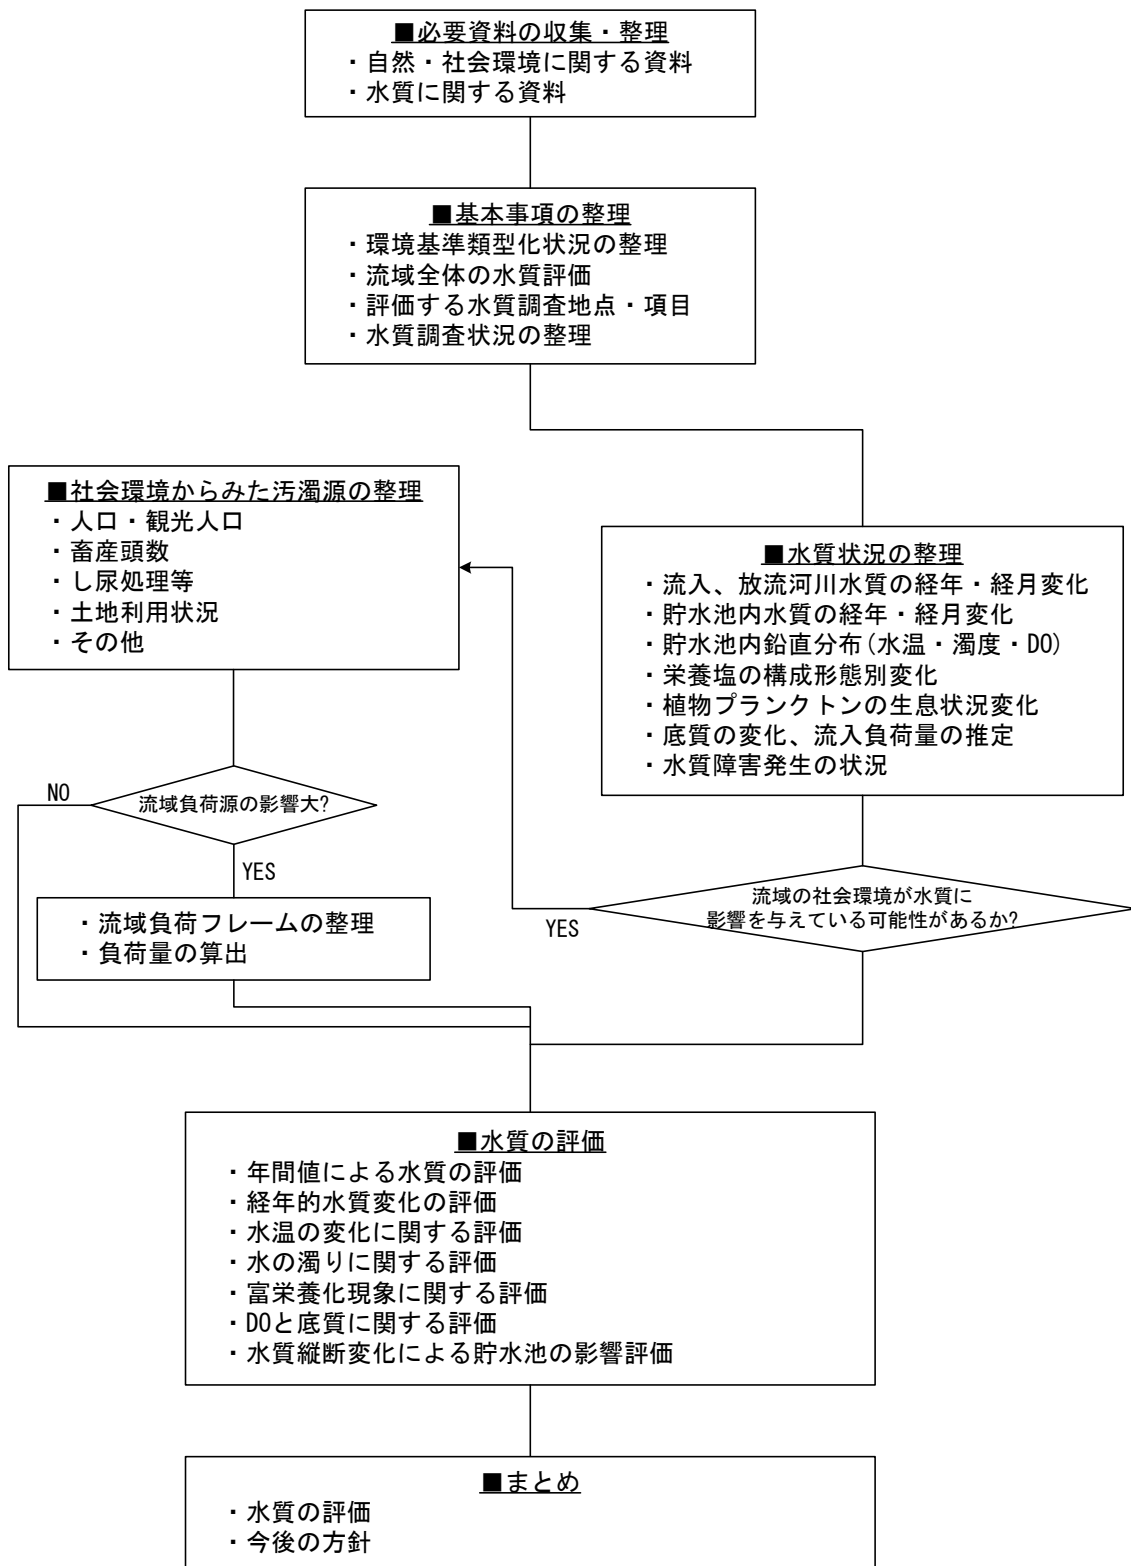 ■必要資料の収集・整理
・自然・社会環境に関する資料
・水質に関する資料
■基本事項の整理
・環境基準類型化状況の整理
・流域全体の水質評価
・評価する水質調査地点・項目
・水質調査状況の整理
■社会環境からみた汚濁源の整理
・人口・観光人口
・畜産頭数
・し尿処理等
・土地利用状況
・その他
■水質状況の整理
・流入、放流河川水質の経年・経月変化
・貯水池内水質の経年・経月変化
・貯水池内鉛直分布(水温・濁度・DO)
・栄養塩の構成形態別変化
・植物プランクトンの生息状況変化
・底質の変化、流入負荷量の推定
・水質障害発生の状況
NO
流域負荷源の影響大?
YES
・流域負荷フレームの整理
・負荷量の算出
流域の社会環境が水質に
影響を与えている可能性があるか?
YES
■水質の評価
・年間値による水質の評価
・経年的水質変化の評価
・水温の変化に関する評価
・水の濁りに関する評価
・富栄養化現象に関する評価
・DOと底質に関する評価
・水質縦断変化による貯水池の影響評価
■まとめ
・水質の評価
・今後の方針